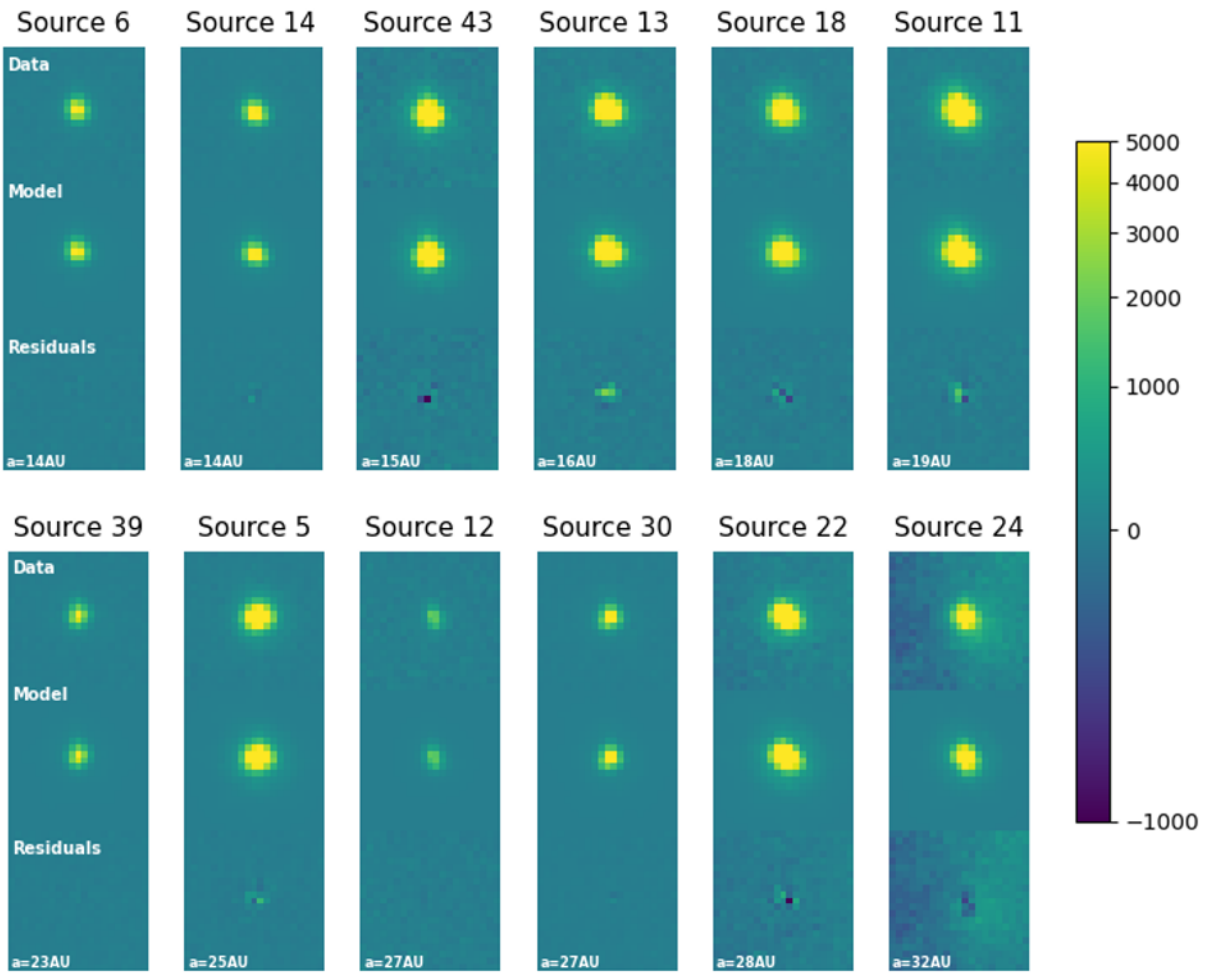 Source 6 Source 14 Source 43 Source 13 Source 18 Source 11
Data
Model
Residuals
a=14AU a=14AU a=15AU a=16AU a=18AU a=19AU
5000
4000
3000
2000
1000
0
−1000
Source 39 Source 5 Source 12 Source 30 Source 22 Source 24
Data
Model
Residuals
a=23AU a=25AU a=27AU a=27AU a=28AU a=32AU